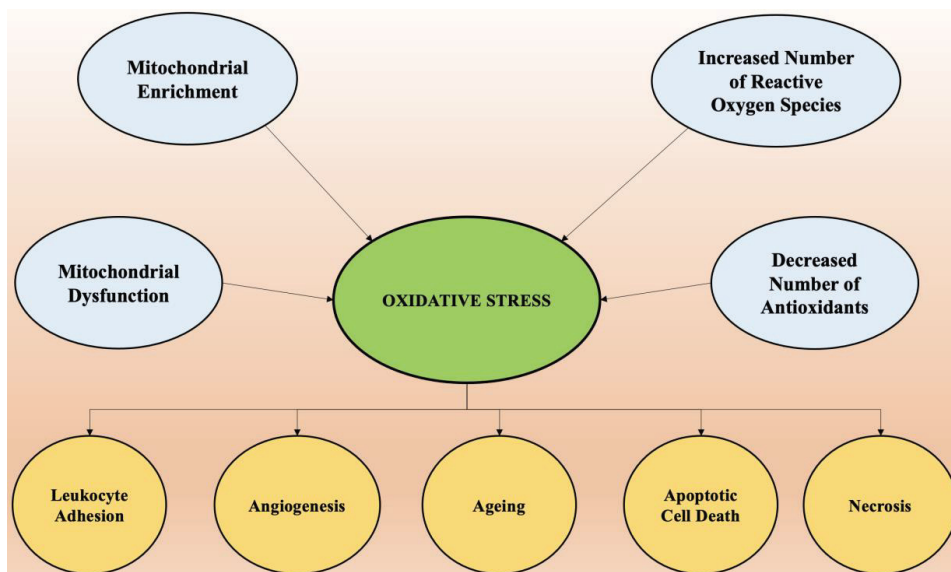 Mitochondrial
Enrichment
Increased Number
of Reactive
Oxygen Species
Mitochondrial
Dysfunction
OXIDATIVE STRESS
Decreased
Number of
Antioxidants
Leukocyte
Adhesion
Angiogenesis
Ageing
Apoptotic
Cell Death
Necrosis